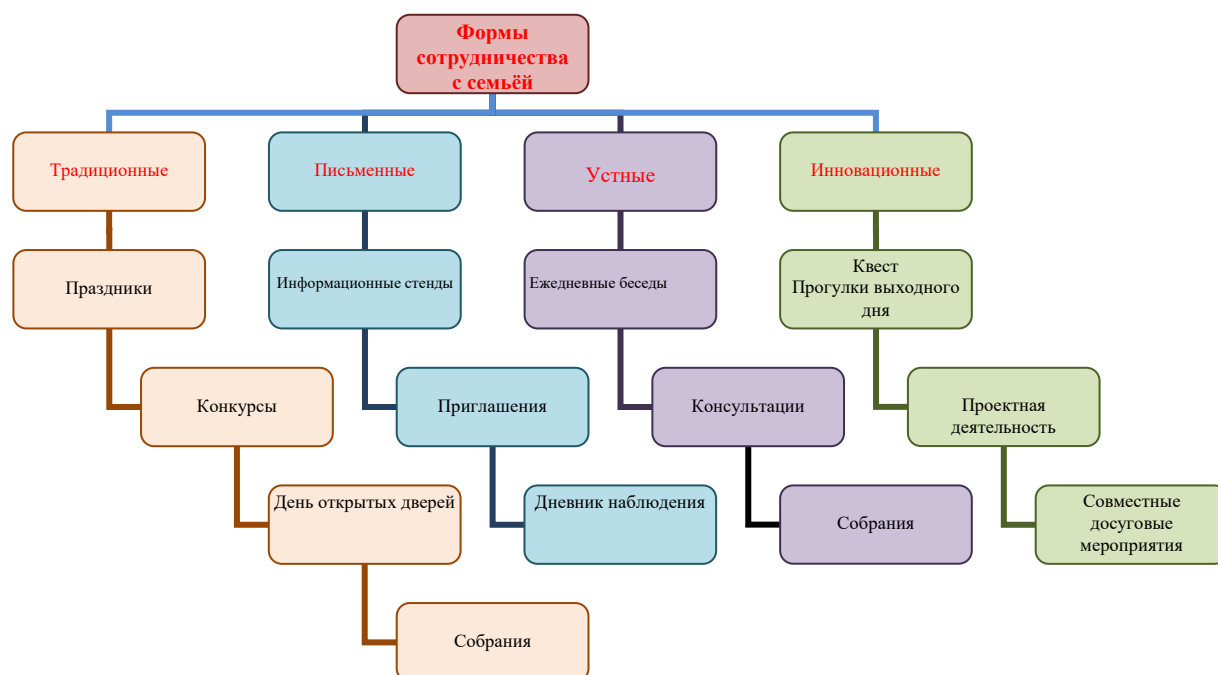 Формы
сотрудничества
с семьёй
Традиционные
Письменные
Устные
Инновационные
Праздники
Информационные стенды
Ежедневные беседы
Квест
Прогулки выходного
дня
Конкурсы
Приглашения
Консультации
Проектная
деятельность
День открытых дверей
Дневник наблюдения
Собрания
Совместные
досуговые
мероприятия
Собрания